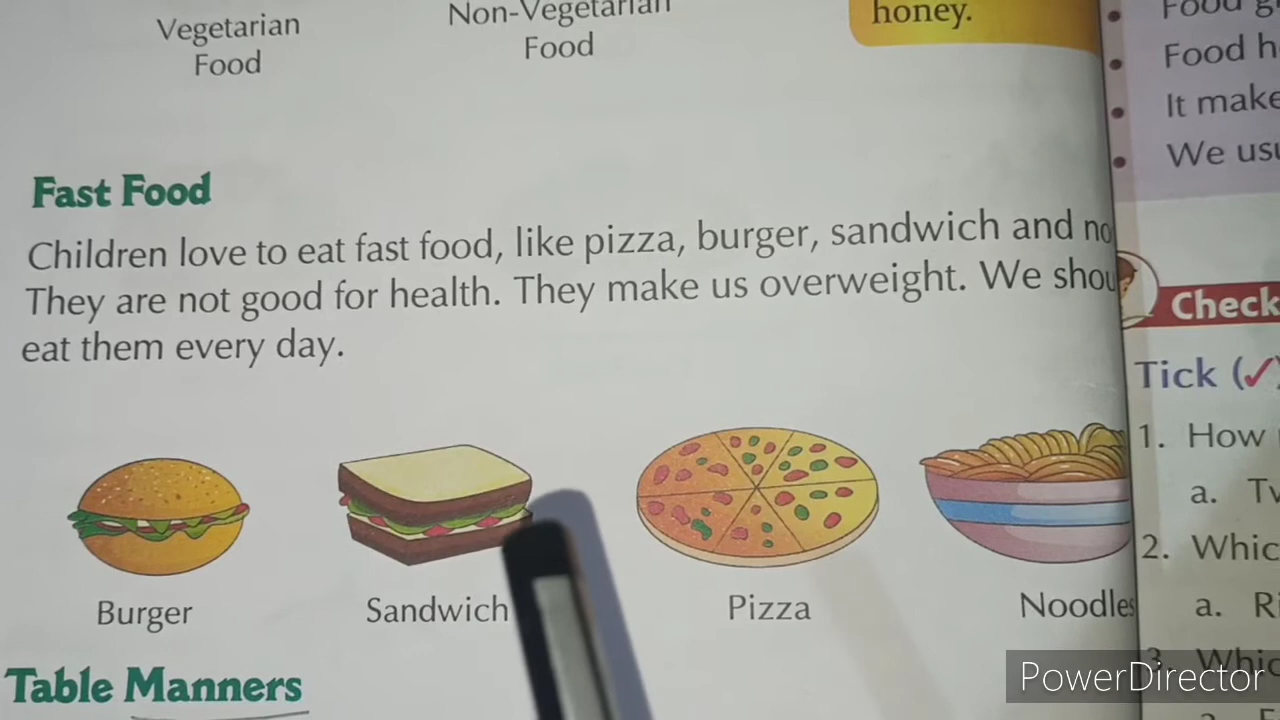 Vegetarian
Food
Non-Vegetarian
Food
honey.
Fast Food
Children love to eat fast food, like pizza, burger, sandwich and
They are not good for health. They make us overweight. We
eat them every day.
Burger
Sandwich
Pizza
Noodles
Table Manners
Food
Food
It make
We
Check
Tick (✓)
1. How
a.
2.
a.
3.
a.
PowerDirector